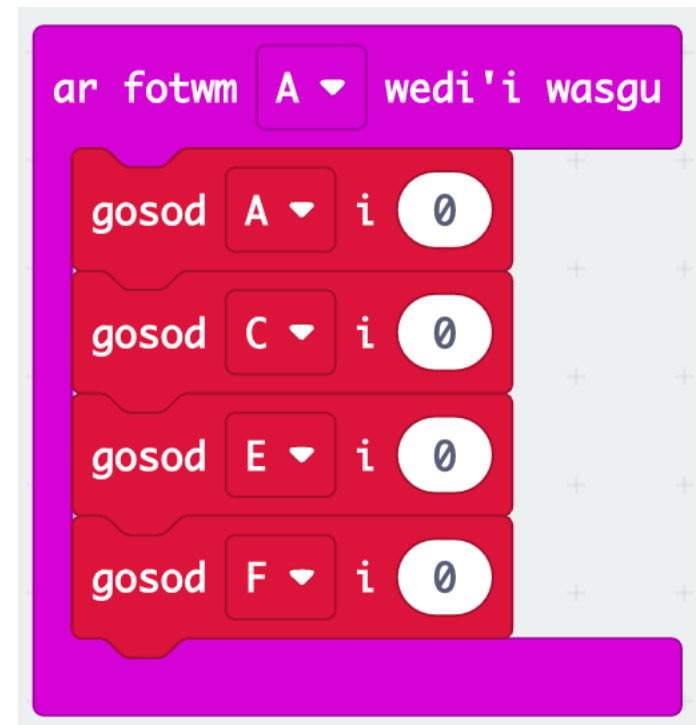 ar fotwm A wedi'i wasgu
gosod A i 0
gosod C i 0
gosod E i 0
gosod F i 0